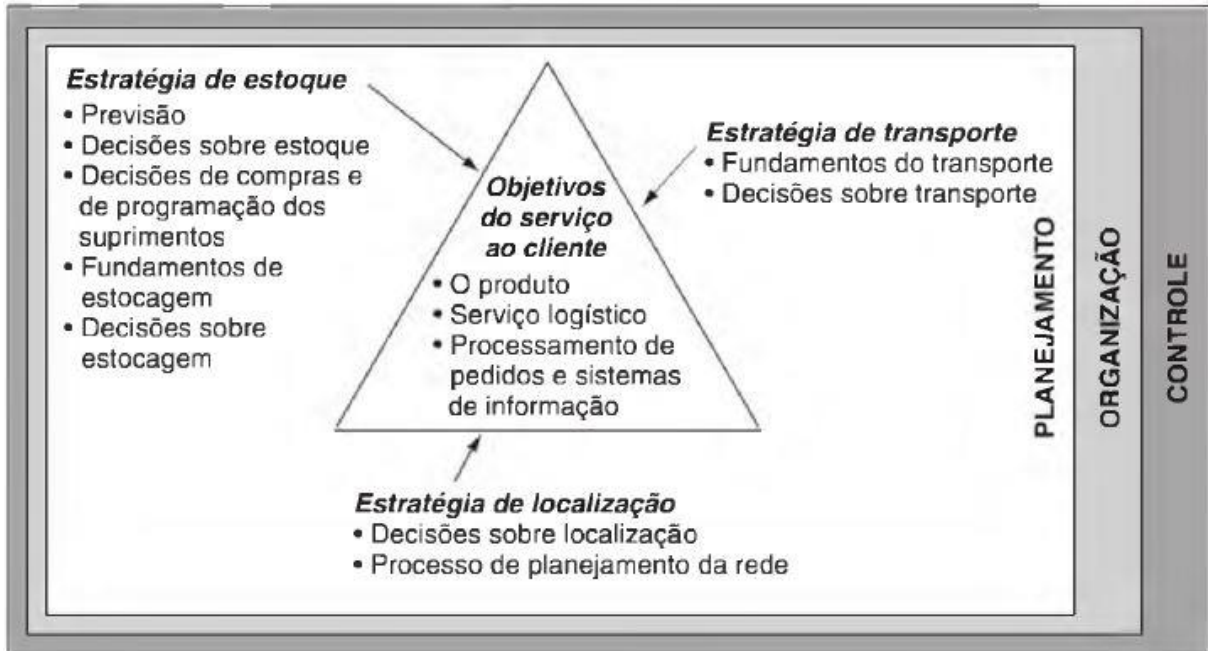 Estratégia de estoque
• Previsão
• Decisões sobre estoque
• Decisões de compras e
de programação dos
suprimentos
• Fundamentos de
estocagem
• Decisões sobre
estocagem
Objetivos
do serviço
ao cliente
• O produto
• Serviço logístico
• Processamento de
pedidos e sistemas
de informação
Estratégia de transporte
• Fundamentos do transporte
• Decisões sobre transporte
Estratégia de localização
• Decisões sobre localização
• Processo de planejamento da rede
PLANEJAMENTO
ORGANIZAÇÃO
CONTROLE